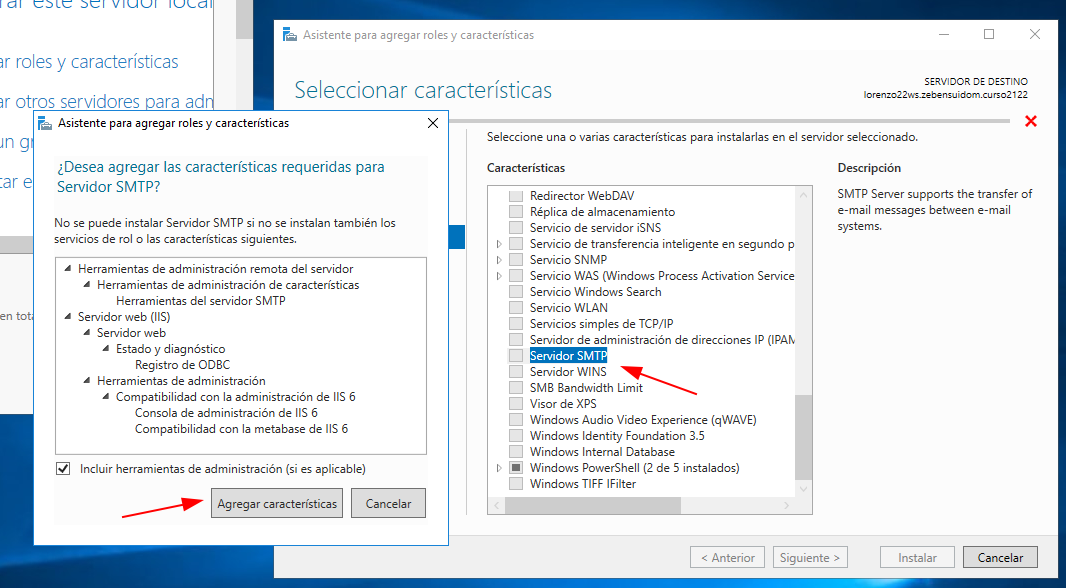 rar este servidor local
ar roles y características
ar otros servidores para adm
un gr
tar e
en tota
Asistente para agregar roles y características
Seleccionar características
SERVIDOR DE DESTINO
lorenzo22ws.zebensuidom.curso2122
Seleccione una o varias características para instalarlas en el servidor seleccionado.
Características
Redirector WebDAV
Réplica de almacenamiento
Servicio de servidor iSNS
Servicio de transferencia inteligente en segundo p
Servicio SNMP
Servicio WAS (Windows Process Activation Service
Servicio Windows Search
Servicio WLAN
Servicios simples de TCP/IP
Servidor de administración de direcciones IP (IPAM
Servidor SMTP
Servidor WINS
SMB Bandwidth Limit
Visor de XPS
Windows Audio Video Experience (qWAVE)
Windows Identity Foundation 3.5
Windows Internal Database
Windows PowerShell (2 de 5 instalados)
Windows TIFF IFilter
Descripción
SMTP Server supports the transfer of
e-mail messages between e-mail
systems.
< Anterior
Siguiente >
Instalar
Cancelar
Asistente para agregar roles y características
¿Desea agregar las características requeridas para
Servidor SMTP?
No se puede instalar Servidor SMTP si no se instalan también los
servicios de rol o las características siguientes.
Herramientas de administración remota del servidor
Herramientas de administración de características
Herramientas del servidor SMTP
Servidor web (IIS)
Servidor web
Estado y diagnóstico
Registro de ODBC
Herramientas de administración
Compatibilidad con la administración de IIS 6
Consola de administración de IIS 6
Compatibilidad con la metabase de IIS 6
Incluir herramientas de administración (si es aplicable)
Agregar características
Cancelar